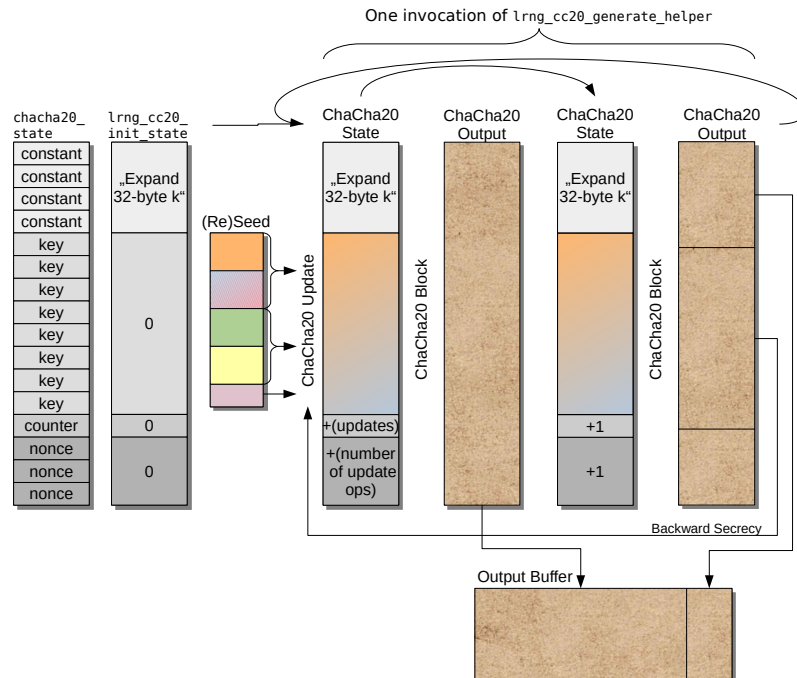 One invocation of lrng_cc20_generate_helper
chacha20_
state
lrng_cc20_
init_state
ChaCha20
State
ChaCha20
Output
ChaCha20
State
ChaCha20
Output
constant
constant
constant
constant
key
key
key
key
key
key
key
key
counter
nonce
nonce
nonce
„Expand
32-byte k“
0
0
0
(Re)Seed
ChaCha20 Update
„Expand
32-byte k“
+(updates)
+(number
of update
ops)
ChaCha20 Block
„Expand
32-byte k“
+1
+1
ChaCha20 Block
Backward Secrecy
Output Buffer